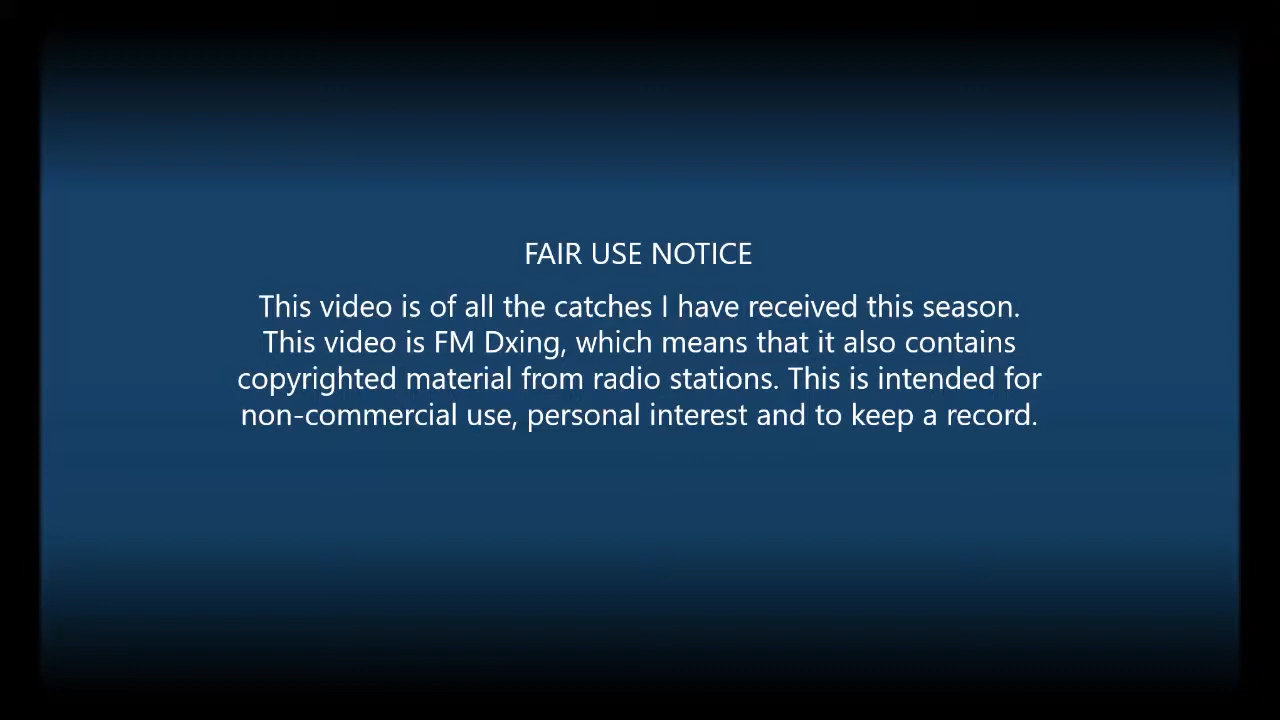 FAIR USE NOTICE
This video is of all the catches I have received this season.
This video is FM Dxing, which means that it also contains
copyrighted material from radio stations. This is intended for
non-commercial use, personal interest and to keep a record.